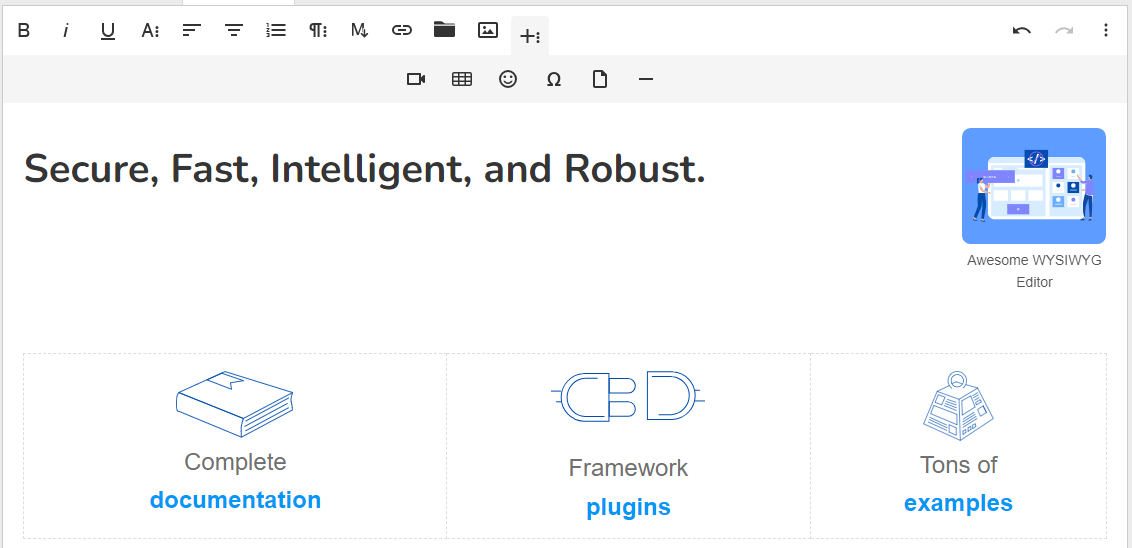 Secure, Fast, Intelligent, and Robust.
Awesome WYSIWYG
Editor
Complete
documentation
Framework
plugins
Tons of
examples